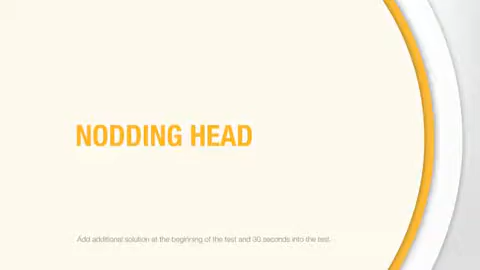 NODDING HEAD
Add additional solution at the beginning of the test and 30 seconds into the test.